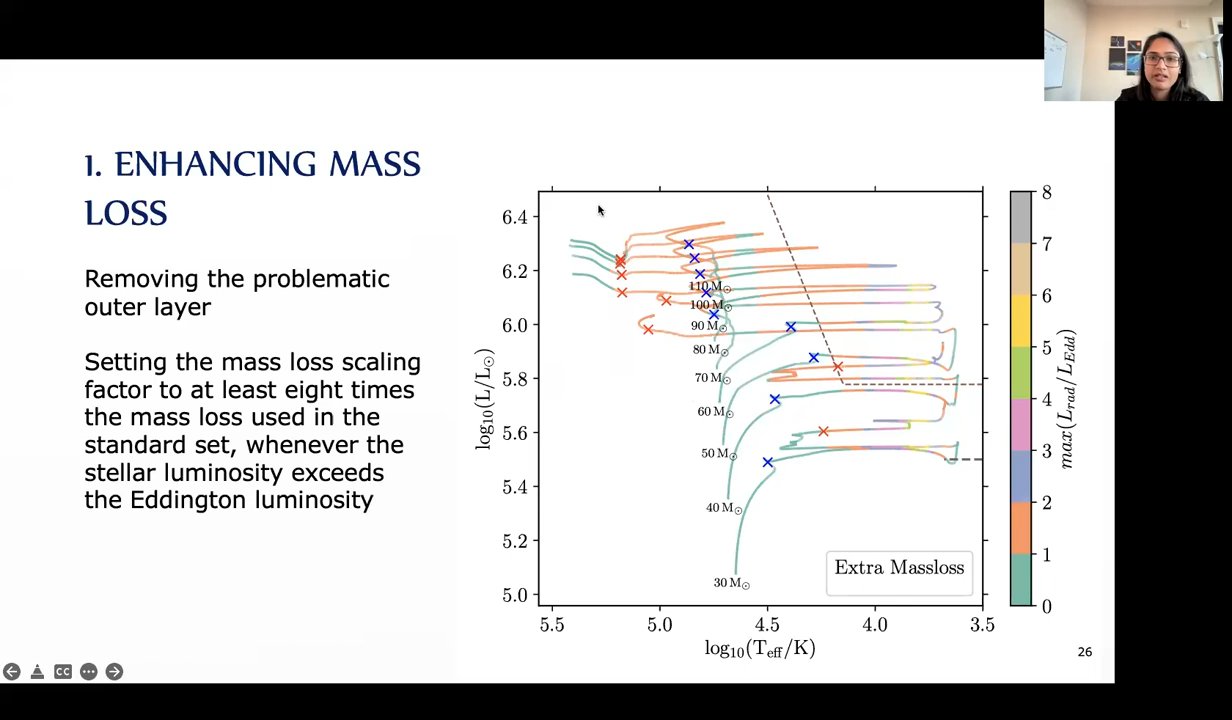 1. ENHANCING MASS
LOSS
Removing the problematic
outer layer
Setting the mass loss scaling
factor to at least eight times
the mass loss used in the
standard set, whenever the
stellar luminosity exceeds
the Eddington luminosity
log₁₀(L/L☉)
6.4
6.2
6.0
5.8
5.6
5.4
5.2
5.0
110 M☉
100 M☉
90 M☉
80 M☉
70 M☉
60 M☉
50 M☉
40 M☉
30 M☉
Extra Massloss
5.5 5.0 4.5 4.0 3.5
log₁₀(T_eff/K)
8
7
6
5
4
3
2
1
0
max(L_rad/L_Edd)
CC
26